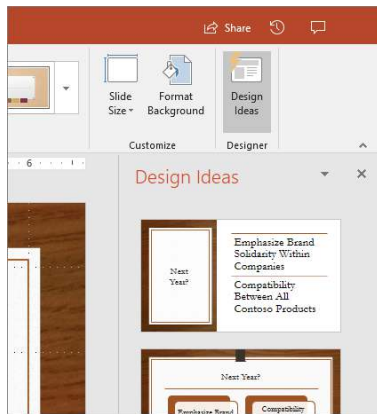 Share
Slide
Size
Format
Background
Design
Ideas
Customize
Designer
6
Design Ideas
Next
Year?
Emphasize Brand
Solidarity Within
Companies
Compatibility
Between All
Contoso Products
Next Year?
Emphasize Brand
Compatibility